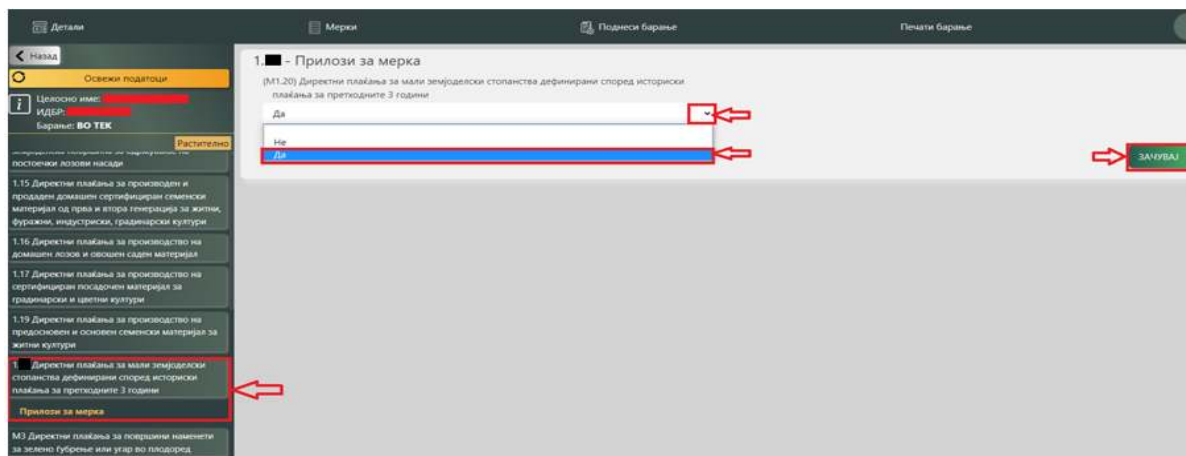 Детали
Мерки
Поднеси барање
Печати барање
Назад
Освежи податоци
Целосно име:
ИДБР:
Барање: ВО ТЕК
Растително
постоечки лозови насади
1.15 Директни плаќања за производен и
продаден домашен сертифициран семенски
материјал од прва и втора генерација за житни,
фуражни, индустриски, градинарски култури
1.16 Директни плаќања за производство на
домашен лозов и овошен саден материјал
1.17 Директни плаќања за производство на
сертифициран посадочен материјал за
градинарски и цветни култури
1.19 Директни плаќања за производство на
предосновен и основен семенски материјал за
житни култури
1. Директни плаќања за мали земјоделски
стопанства дефинирани според историски
плаќања за претходните 3 години
Прилози за мерка
М3 Директни плаќања за површини наменети
за зелено ѓубрење или угар во плодоред
1. - Прилози за мерка
(М1.20) Директни плаќања за мали земјоделски стопанства дефинирани според историски
плаќања за претходните 3 години
Да
Не
Да
ЗАЧУВАЈ